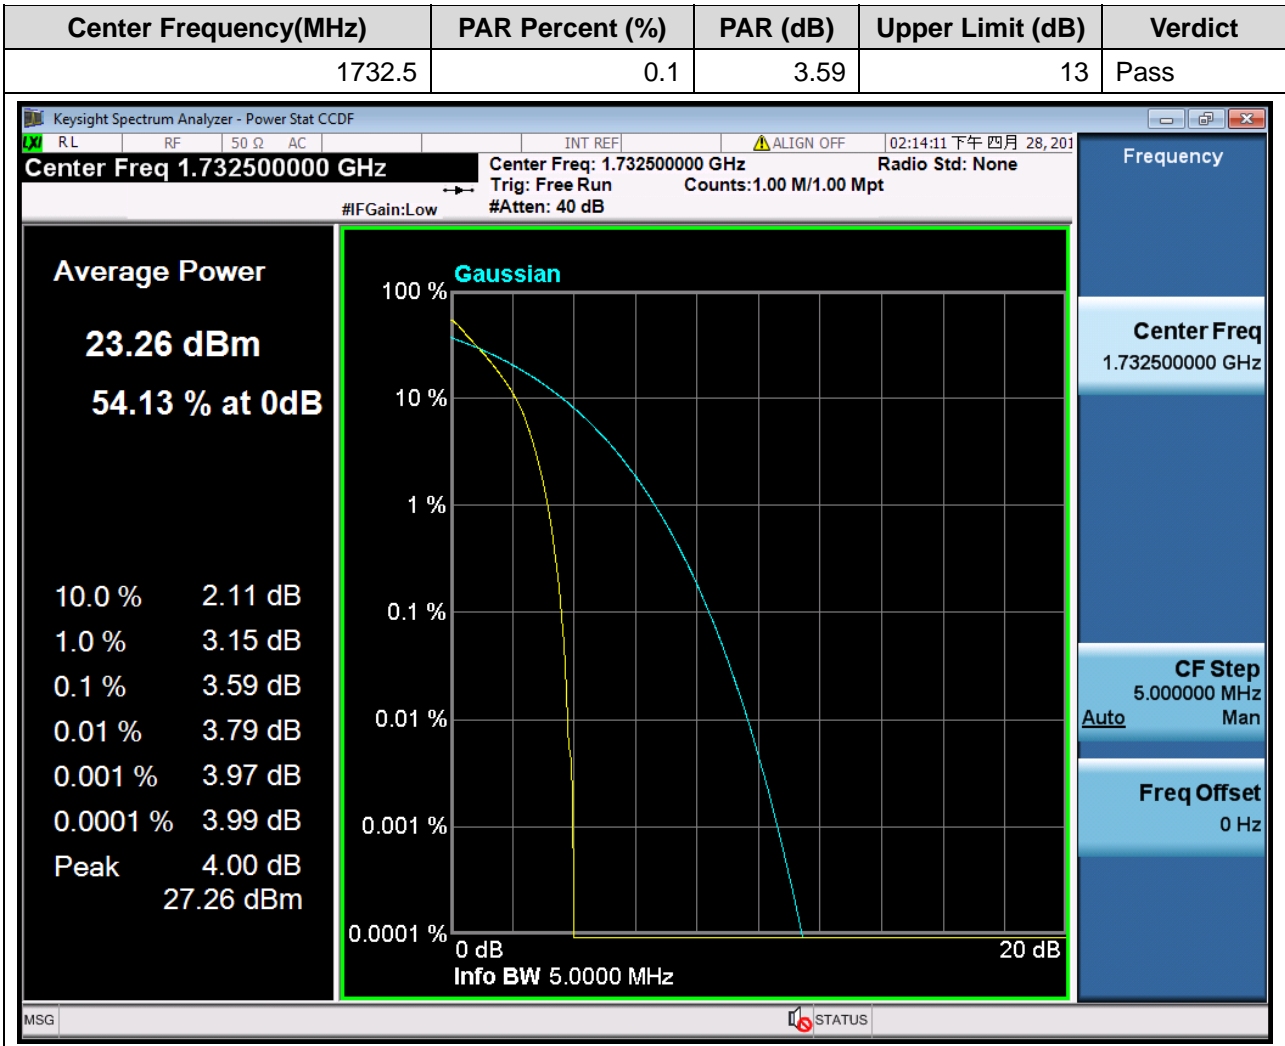 Center Frequency(MHz) PAR Percent (%) PAR (dB) Upper Limit (dB) Verdict
1732.5 0.1 3.59 13 Pass
Keysight Spectrum Analyzer - Power Stat CCDF
LXI RL RF 50 Ω AC INT REF ALIGN OFF 02:14:11 下午 四月 28, 201
Center Freq 1.732500000 GHz
Center Freq: 1.732500000 GHz Radio Std: None
Trig: Free Run Counts:1.00 M/1.00 Mpt
#IFGain:Low #Atten: 40 dB
Average Power
23.26 dBm
54.13 % at 0dB
10.0 % 2.11 dB
1.0 % 3.15 dB
0.1 % 3.59 dB
0.01 % 3.79 dB
0.001 % 3.97 dB
0.0001 % 3.99 dB
Peak 4.00 dB
27.26 dBm
Gaussian
100 %
10 %
1 %
0.1 %
0.01 %
0.001 %
0.0001 %
0 dB 20 dB
Info BW 5.0000 MHz
Frequency
Center Freq
1.732500000 GHz
CF Step
5.000000 MHz
Auto Man
Freq Offset
0 Hz
MSG STATUS